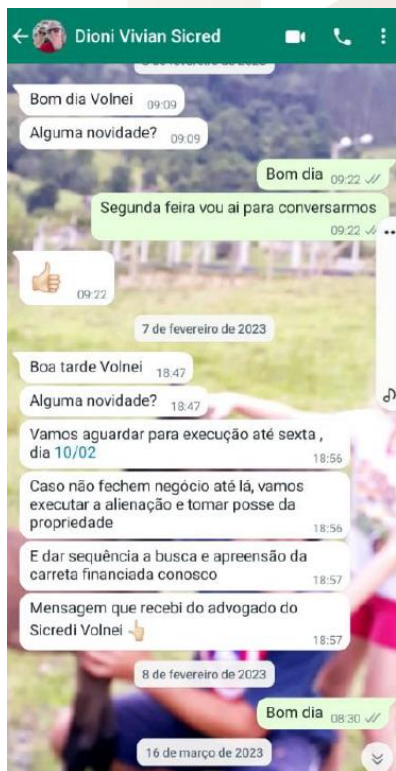 Dioni Vivian Sicred
Bom dia Volnei 09:09
Alguma novidade? 09:09
Bom dia 09:22
Segunda feira vou ai para conversarmos
09:22
09:22
7 de fevereiro de 2023
Boa tarde Volnei 18:47
Alguma novidade? 18:47
Vamos aguardar para execução até sexta ,
dia 10/02
18:56
Caso não fechem negócio até lá, vamos
executar a alienação e tomar posse da
propriedade
18:56
E dar sequência a busca e apreensão da
carreta financiada conosco
18:57
Mensagem que recebi do advogado do
Sicredi Volnei 👆🏻
18:57
8 de fevereiro de 2023
Bom dia 08:30
16 de março de 2023